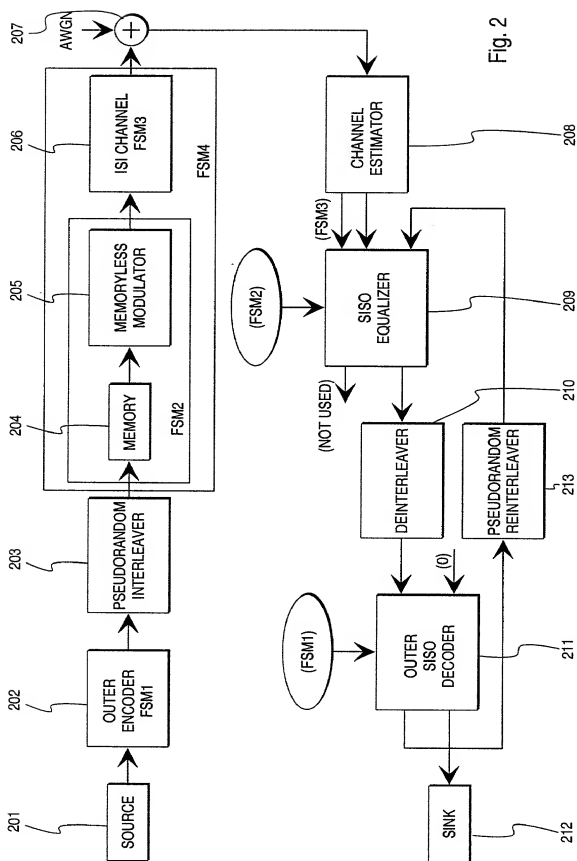 201
SOURCE
202
OUTER
ENCODER
FSM1
203
PSEUDORANDOM
INTERLEAVER
204
MEMORY
205
MEMORYLESS
MODULATOR
FSM2
206
ISI CHANNEL
FSM3
FSM4
207
AWGN
+
CHANNEL
ESTIMATOR
208
(FSM3)
(FSM2)
SISO
EQUALIZER
209
(NOT USED)
DEINTERLEAVER
210
(FSM1)
(0)
OUTER
SISO
DECODER
211
SINK
212
PSEUDORANDOM
REINTERLEAVER
213
Fig. 2